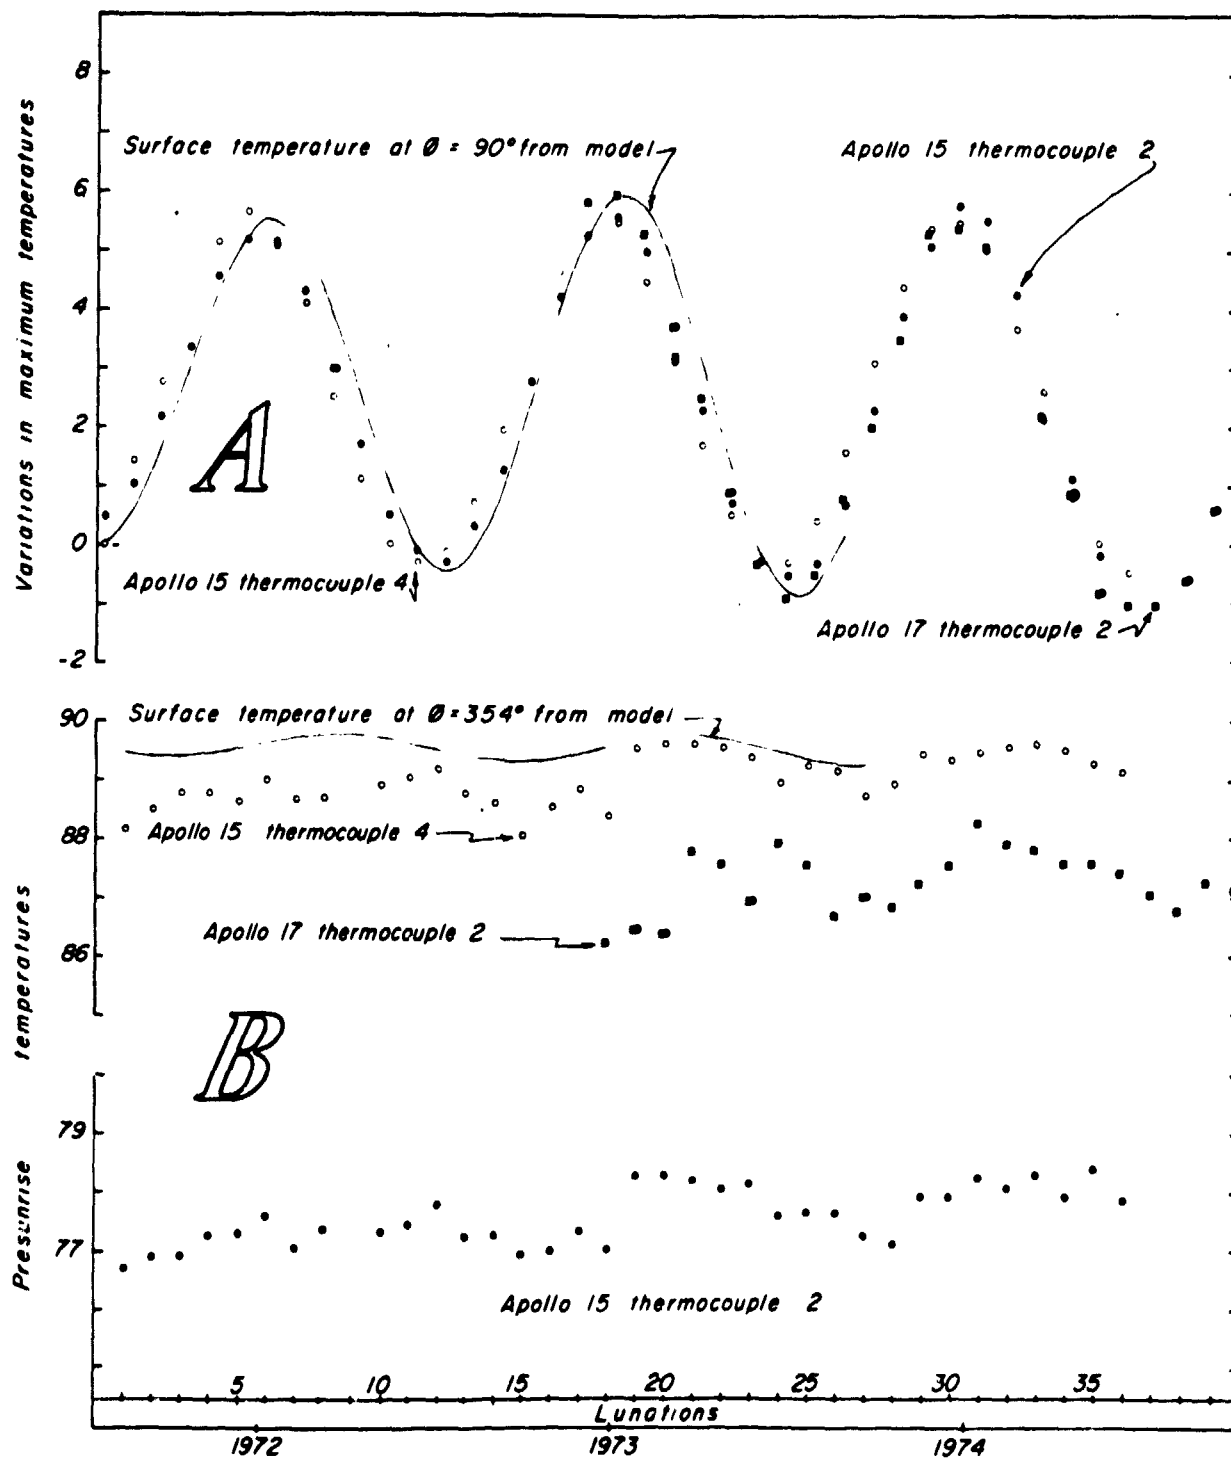 Variations in maximum temperatures
8
6
4
2
0
-2
Surface temperature at Ø = 90° from model
Apollo 15 thermocouple 2
A
Apollo 15 thermocouple 4
Apollo 17 thermocouple 2
Presunrise temperatures
90
88
86
79
77
Surface temperature at Ø = 354° from model
Apollo 15 thermocouple 4
Apollo 17 thermocouple 2
B
Apollo 15 thermocouple 2
5 10 15 20 25 30 35
Lunations
1972 1973 1974